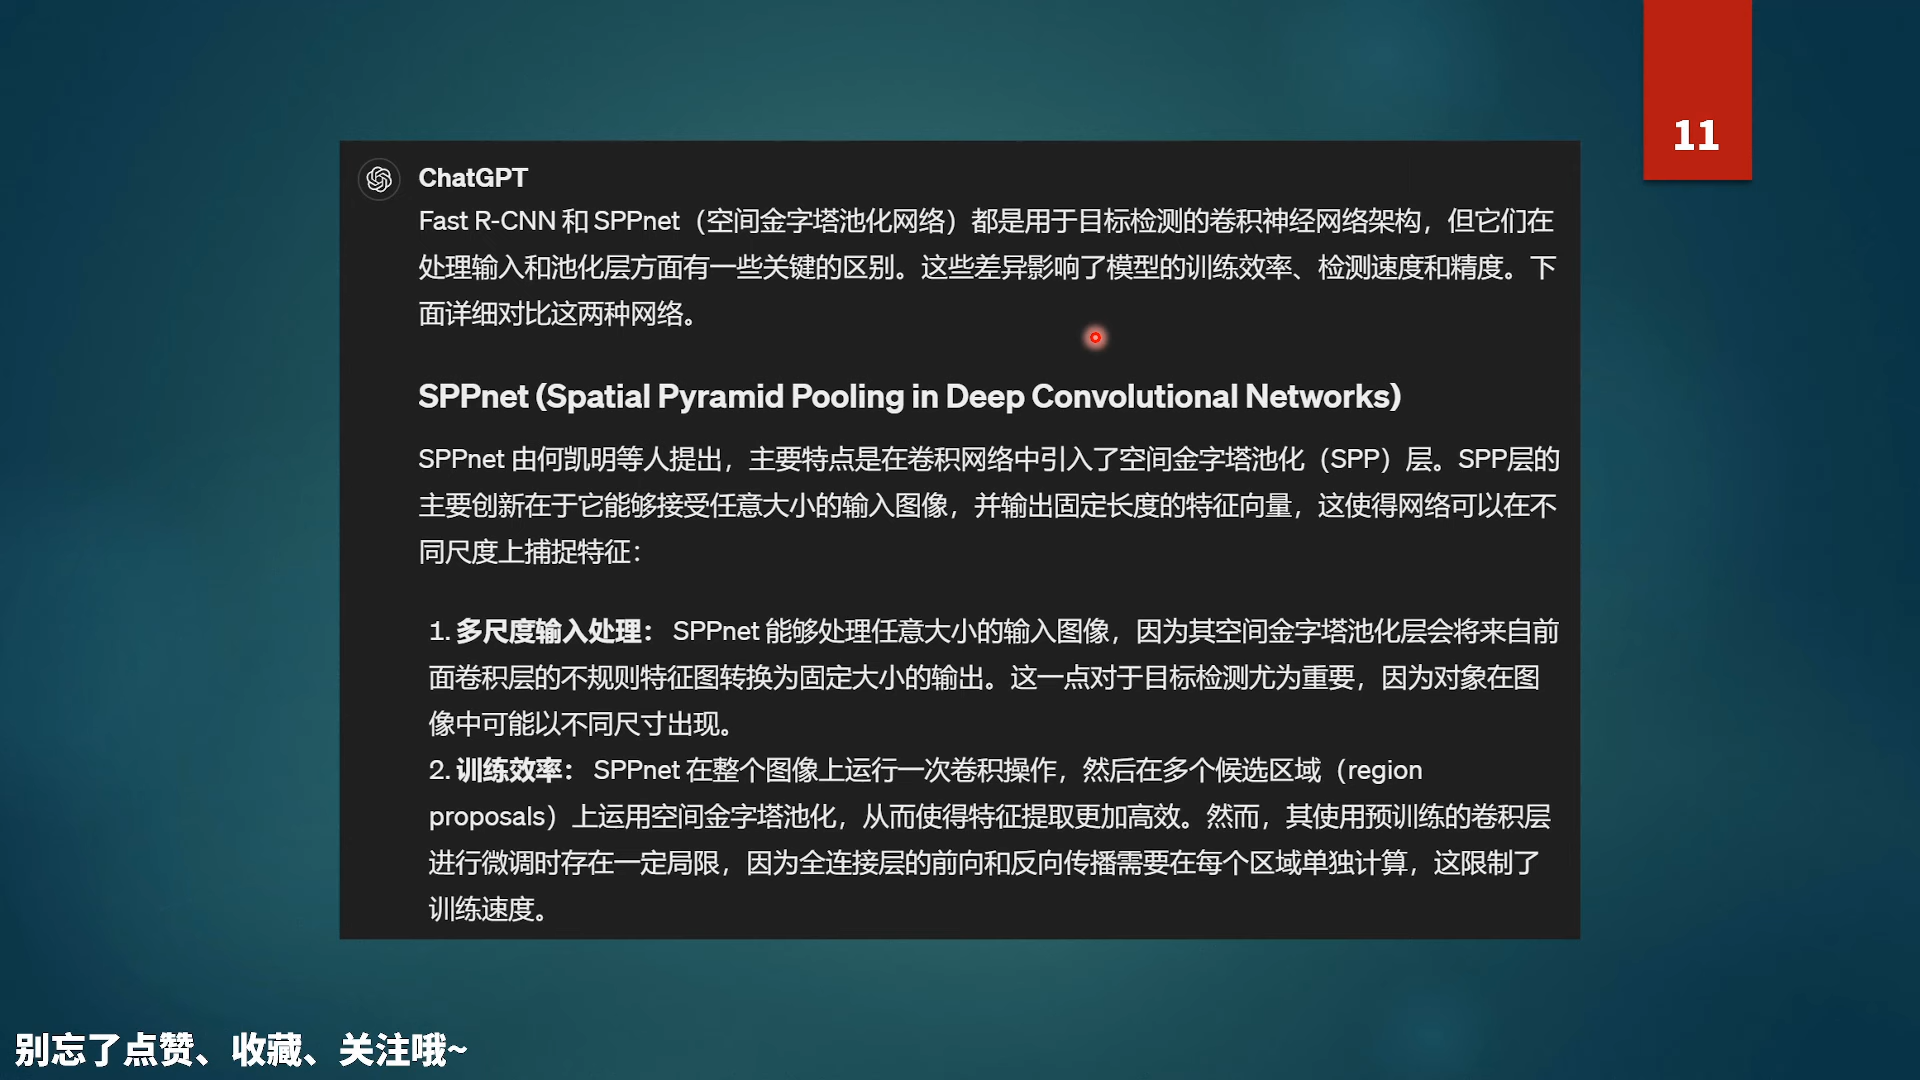 11
ChatGPT
Fast R-CNN 和 SPPnet（空间金字塔池化网络）都是用于目标检测的卷积神经网络架构，但它们在
处理输入和池化层方面有一些关键的区别。这些差异影响了模型的训练效率、检测速度和精度。下
面详细对比这两种网络。
SPPnet (Spatial Pyramid Pooling in Deep Convolutional Networks)
SPPnet 由何凯明等人提出，主要特点是在卷积网络中引入了空间金字塔池化（SPP）层。SPP层的
主要创新在于它能够接受任意大小的输入图像，并输出固定长度的特征向量，这使得网络可以在不
同尺度上捕捉特征：
1. 多尺度输入处理： SPPnet 能够处理任意大小的输入图像，因为其空间金字塔池化层会将来自前
面卷积层的不规则特征图转换为固定大小的输出。这一点对于目标检测尤为重要，因为对象在图
像中可能以不同尺寸出现。
2. 训练效率： SPPnet 在整个图像上运行一次卷积操作，然后在多个候选区域（region
proposals）上运用空间金字塔池化，从而使得特征提取更加高效。然而，其使用预训练的卷积层
进行微调时存在一定局限，因为全连接层的前向和反向传播需要在每个区域单独计算，这限制了
训练速度。
别忘了点赞、收藏、关注哦~